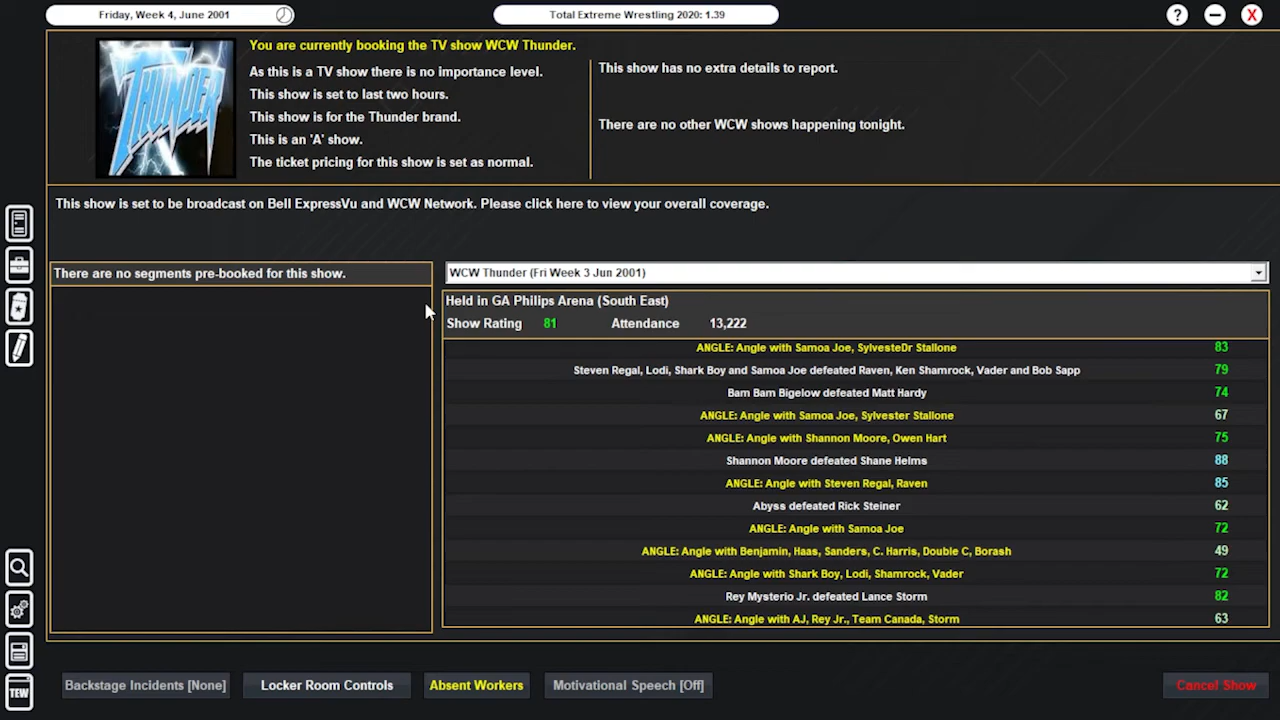 Friday, Week 4, June 2001
Total Extreme Wrestling 2020: 1.39
?
X
THUNDER
You are currently booking the TV show WCW Thunder.
As this is a TV show there is no importance level.
This show is set to last two hours.
This show is for the Thunder brand.
This is an 'A' show.
The ticket pricing for this show is set as normal.
This show has no extra details to report.
There are no other WCW shows happening tonight.
This show is set to be broadcast on Bell ExpressVu and WCW Network. Please click here to view your overall coverage.
There are no segments pre-booked for this show.
WCW Thunder (Fri Week 3 Jun 2001)
Held in GA Philips Arena (South East)
Show Rating 81 Attendance 13,222
ANGLE: Angle with Samoa Joe, SylvesteDr Stallone 83
Steven Regal, Lodi, Shark Boy and Samoa Joe defeated Raven, Ken Shamrock, Vader and Bob Sapp 79
Bam Bam Bigelow defeated Matt Hardy 74
ANGLE: Angle with Samoa Joe, Sylvester Stallone 67
ANGLE: Angle with Shannon Moore, Owen Hart 75
Shannon Moore defeated Shane Helms 88
ANGLE: Angle with Steven Regal, Raven 85
Abyss defeated Rick Steiner 62
ANGLE: Angle with Samoa Joe 72
ANGLE: Angle with Benjamin, Haas, Sanders, C. Harris, Double C, Borash 49
ANGLE: Angle with Shark Boy, Lodi, Shamrock, Vader 72
Rey Mysterio Jr. defeated Lance Storm 82
ANGLE: Angle with AJ, Rey Jr., Team Canada, Storm 63
TEW
Backstage Incidents [None]
Locker Room Controls
Absent Workers
Motivational Speech [Off]
Cancel Show